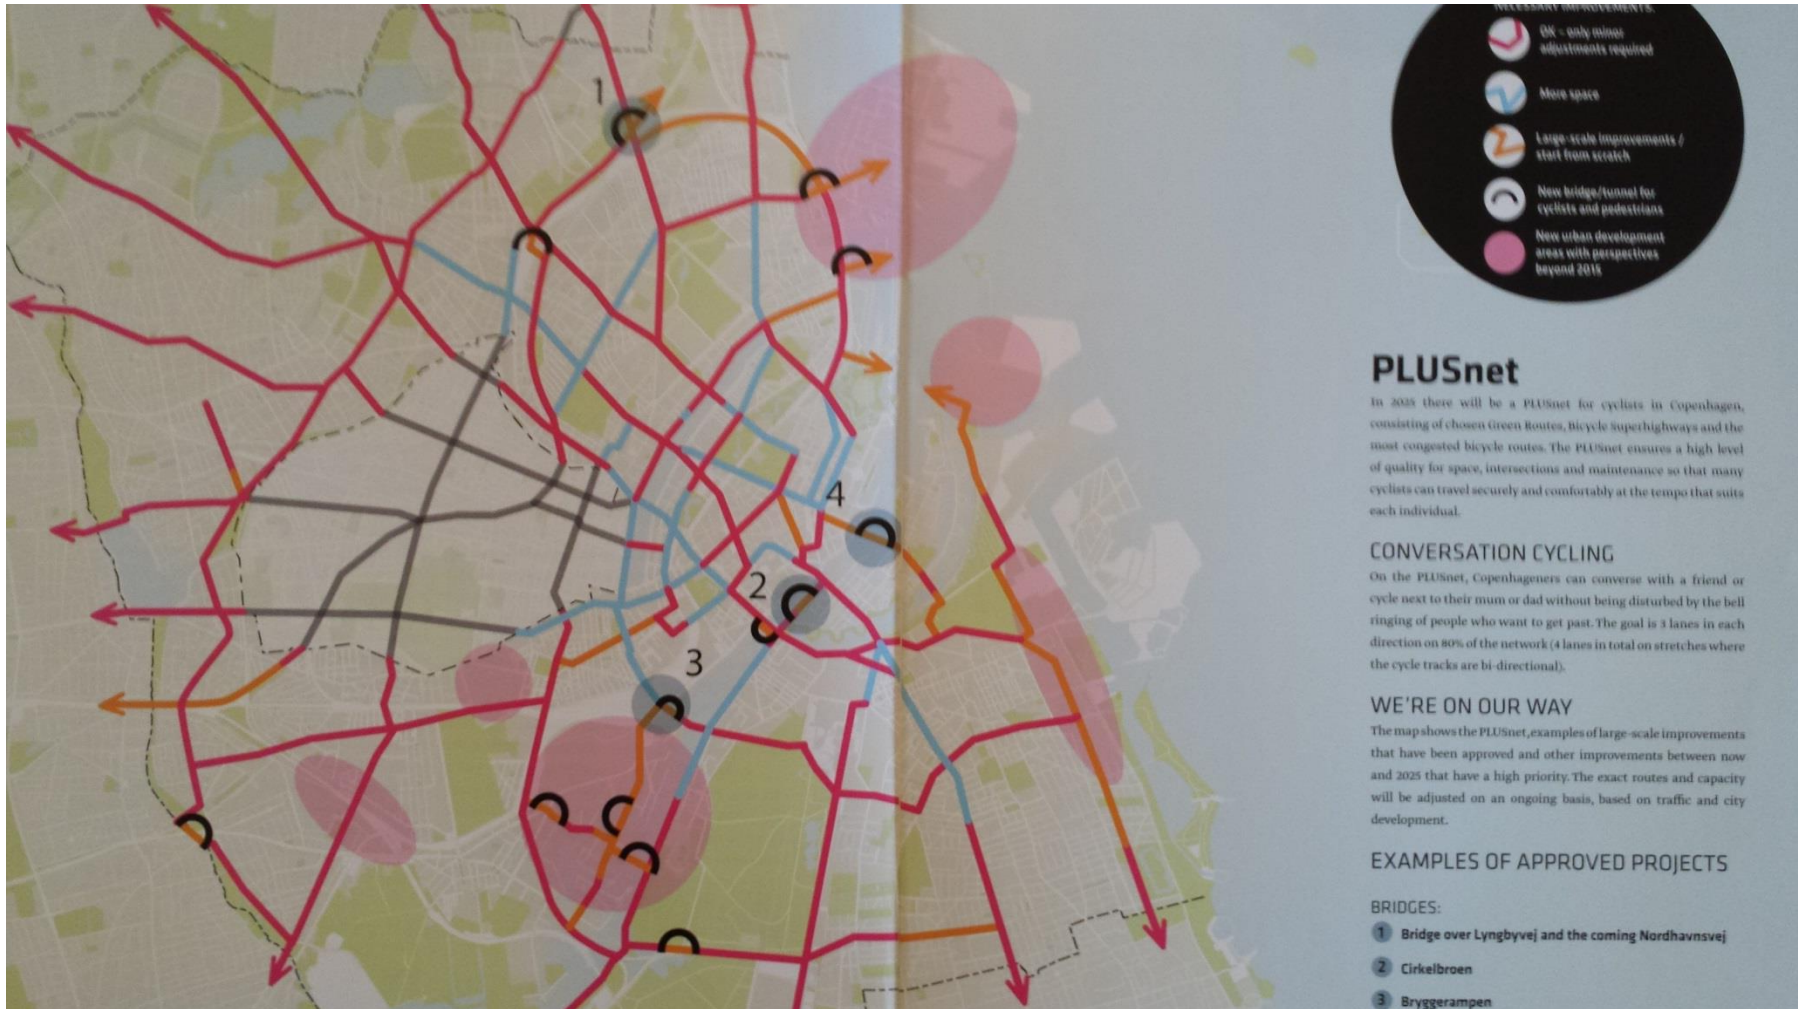 NECESSARY IMPROVEMENTS:
OK - only minor
adjustments required
More space
Large-scale improvements /
start from scratch
New bridge/tunnel for
cyclists and pedestrians
New urban development
areas with perspectives
beyond 2015
1
4
2
3
PLUSnet
In 2025 there will be a PLUSnet for cyclists in Copenhagen,
consisting of chosen Green Routes, Bicycle Superhighways and the
most congested bicycle routes. The PLUSnet ensures a high level
of quality for space, intersections and maintenance so that many
cyclists can travel securely and comfortably at the tempo that suits
each individual.
CONVERSATION CYCLING
On the PLUSnet, Copenhageners can converse with a friend or
cycle next to their mum or dad without being disturbed by the bell
ringing of people who want to get past. The goal is 3 lanes in each
direction on 80% of the network (4 lanes in total on stretches where
the cycle tracks are bi-directional).
WE'RE ON OUR WAY
The map shows the PLUSnet, examples of large-scale improvements
that have been approved and other improvements between now
and 2025 that have a high priority. The exact routes and capacity
will be adjusted on an ongoing basis, based on traffic and city
development.
EXAMPLES OF APPROVED PROJECTS
BRIDGES:
1 Bridge over Lyngbyvej and the coming Nordhavnsvej
2 Cirkelbroen
3 Bryggerampen